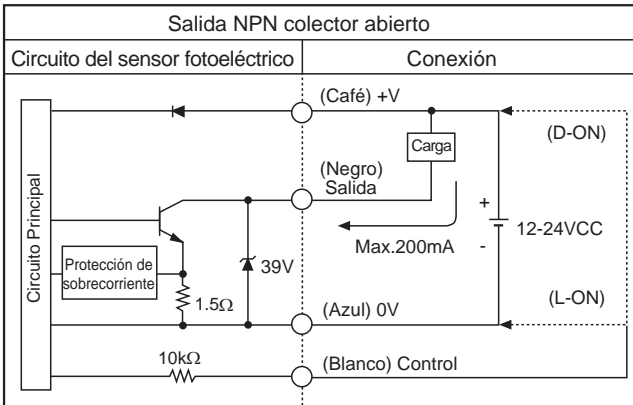 Salida NPN colector abierto
Circuito del sensor fotoeléctrico
Conexión
Circuito Principal
(Café) +V
Carga
(D-ON)
(Negro)
Salida
Max.200mA
+
-
12-24VCC
Protección de
sobrecorriente
39V
1.5Ω
(L-ON)
(Azul) 0V
10kΩ
(Blanco) Control